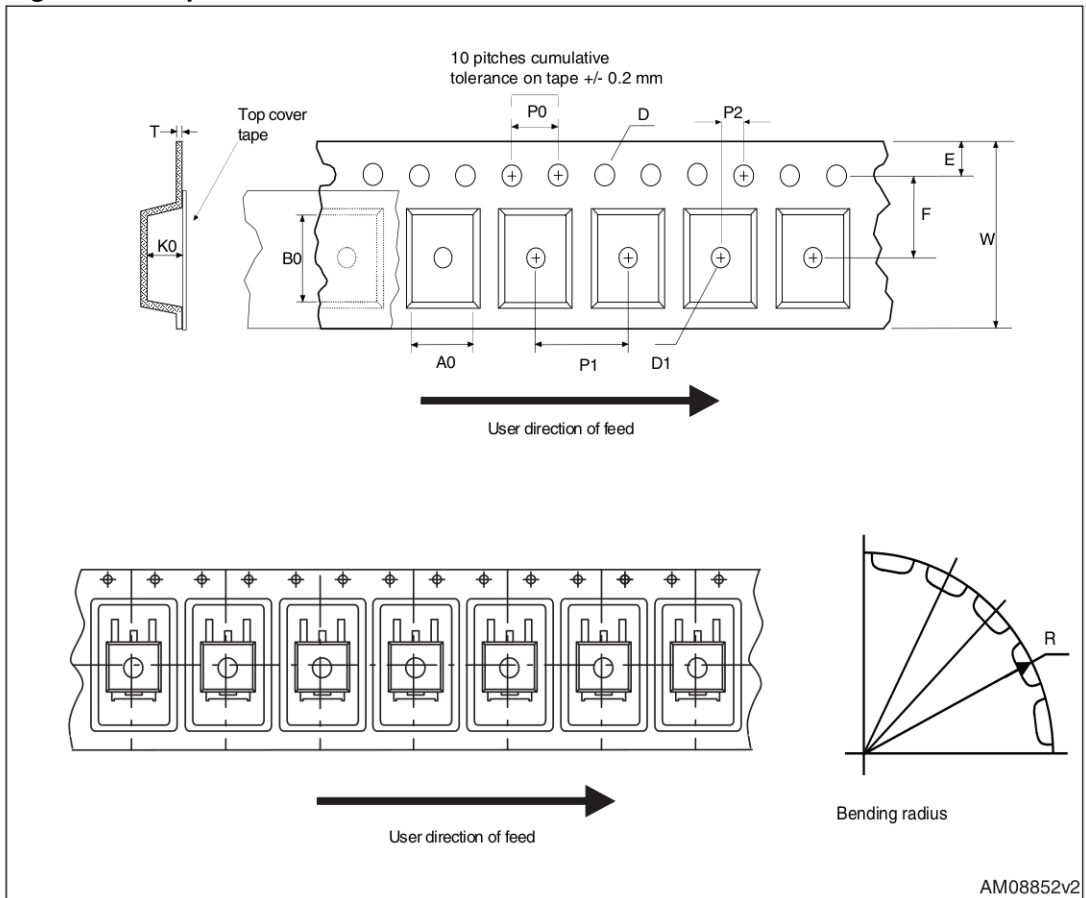 10 pitches cumulative
tolerance on tape +/- 0.2 mm
Top cover
tape
T
P0
D
P2
E
F
W
K0
B0
A0
P1
D1
User direction of feed
R
Bending radius
User direction of feed
AM08852v2